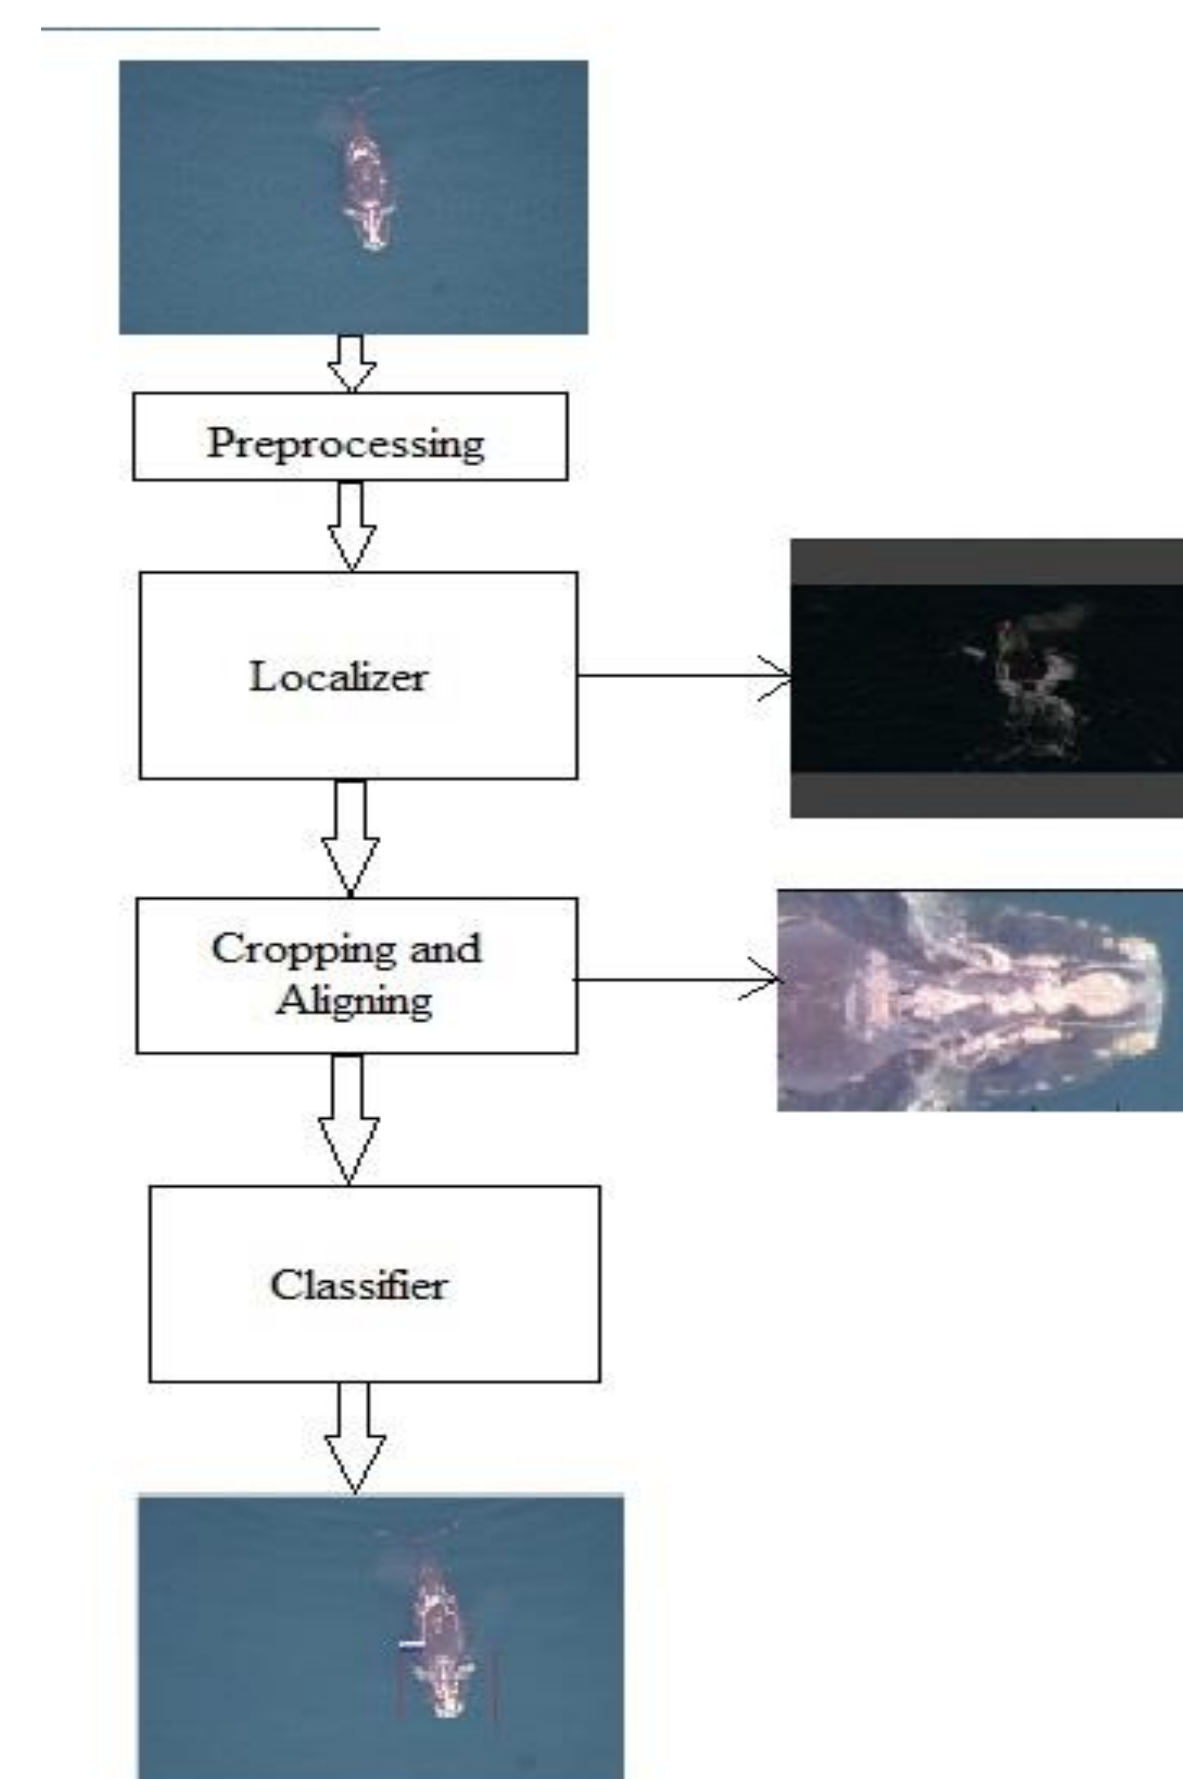 Preprocessing
Localizer
Cropping and
Aligning
Classifier